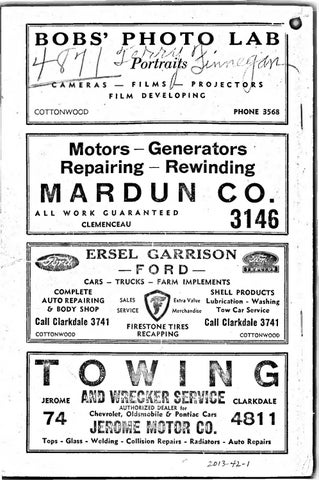 BOBS' PHOTO LAB
4871 Jerry Finnegan
Portraits
CAMERAS — FILMS — PROJECTORS
FILM DEVELOPING
COTTONWOOD PHONE 3568
Motors — Generators
Repairing — Rewinding
MARDUN CO.
ALL WORK GUARANTEED 3146
CLEMENCEAU
Ford ERSEL GARRISON Ford
— FORD —
CARS — TRUCKS — FARM IMPLEMENTS
COMPLETE SHELL PRODUCTS
AUTO REPAIRING SALES Extra Value Lubrication - Washing
& BODY SHOP SERVICE Merchandise Tow Car Service
Call Clarkdale 3741 FIRESTONE TIRES Call Clarkdale 3741
COTTONWOOD RECAPPING COTTONWOOD
TOWING
AND WRECKER SERVICE
JEROME AUTHORIZED DEALER for CLARKDALE
74 Chevrolet, Oldsmobile & Pontiac Cars 4811
JEROME MOTOR CO.
Tops - Glass - Welding - Collision Repairs - Radiators - Auto Repairs
2013-42-1